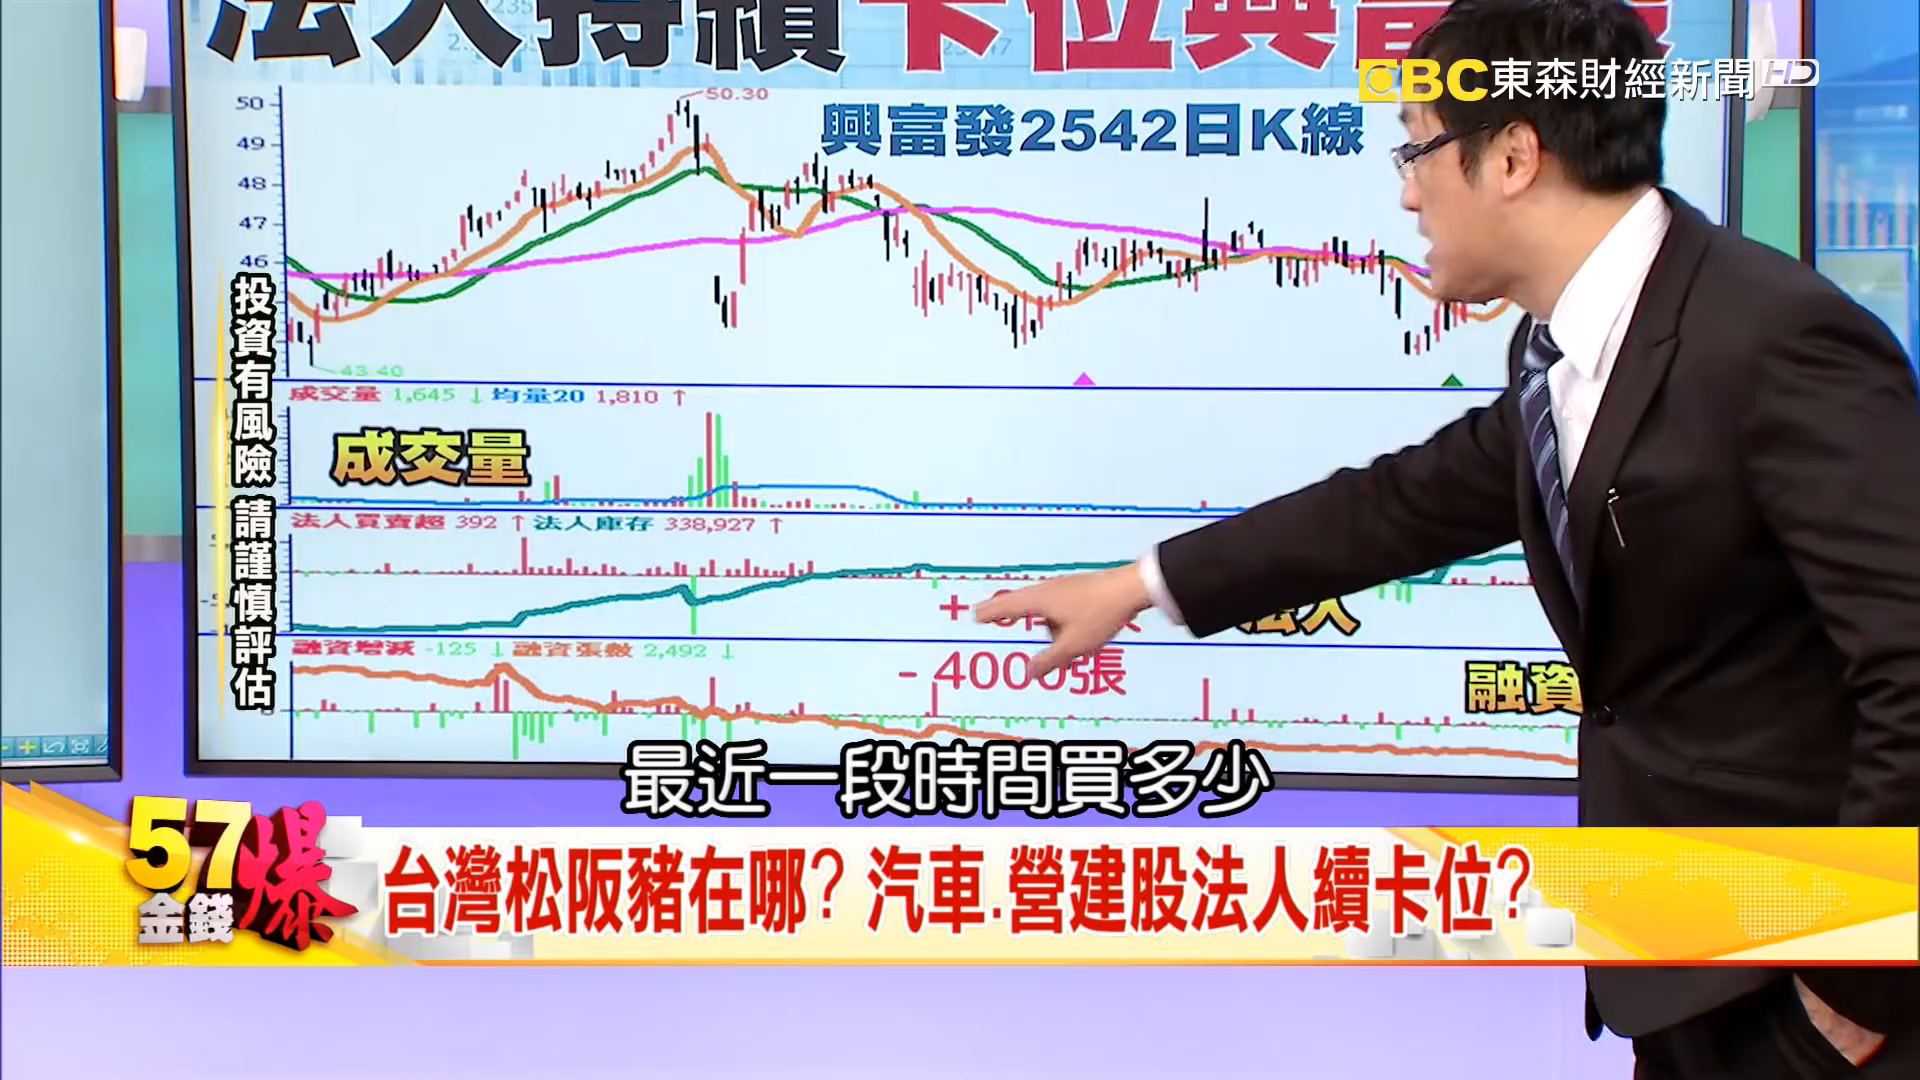 法人持續卡位興富發
EBC東森財經新聞HD
興富發2542日K線
50.30
50
49
48
47
46
43.40
投資有風險 請謹慎評估
成交量 1,645 ↓ 均量20 1,810 ↑
成交量
法人買賣超 392 ↑ 法人庫存 338,927 ↑
法人
融資增減 -125 ↓ 融資張數 2,492 ↓
- 4000張
融資
最近一段時間買多少
57金錢爆
台灣松阪豬在哪? 汽車.營建股法人續卡位?